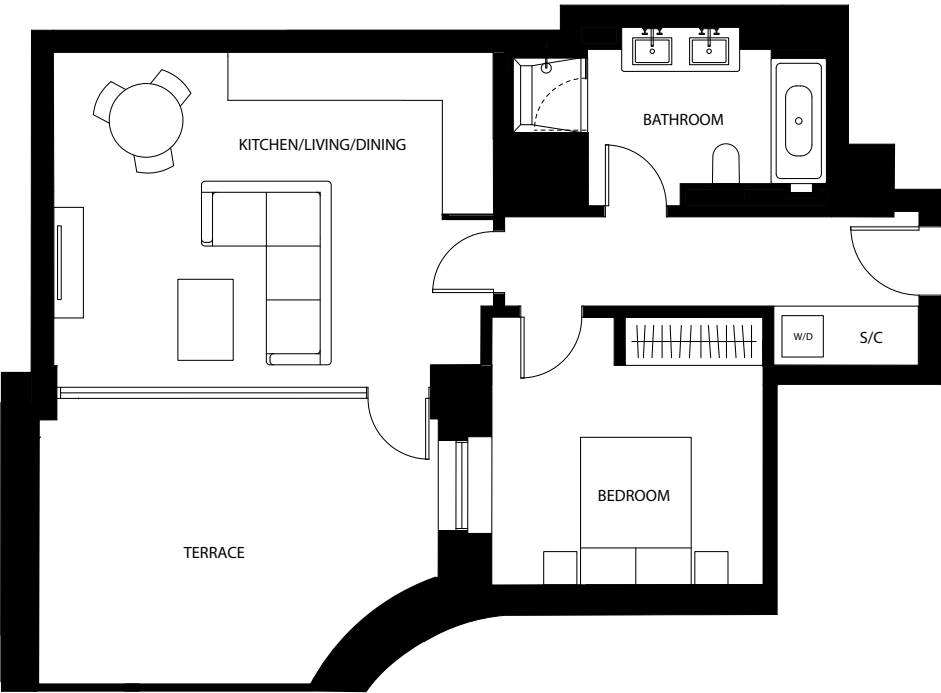 BATHROOM
KITCHEN/LIVING/DINING
W/D
S/C
BEDROOM
TERRACE